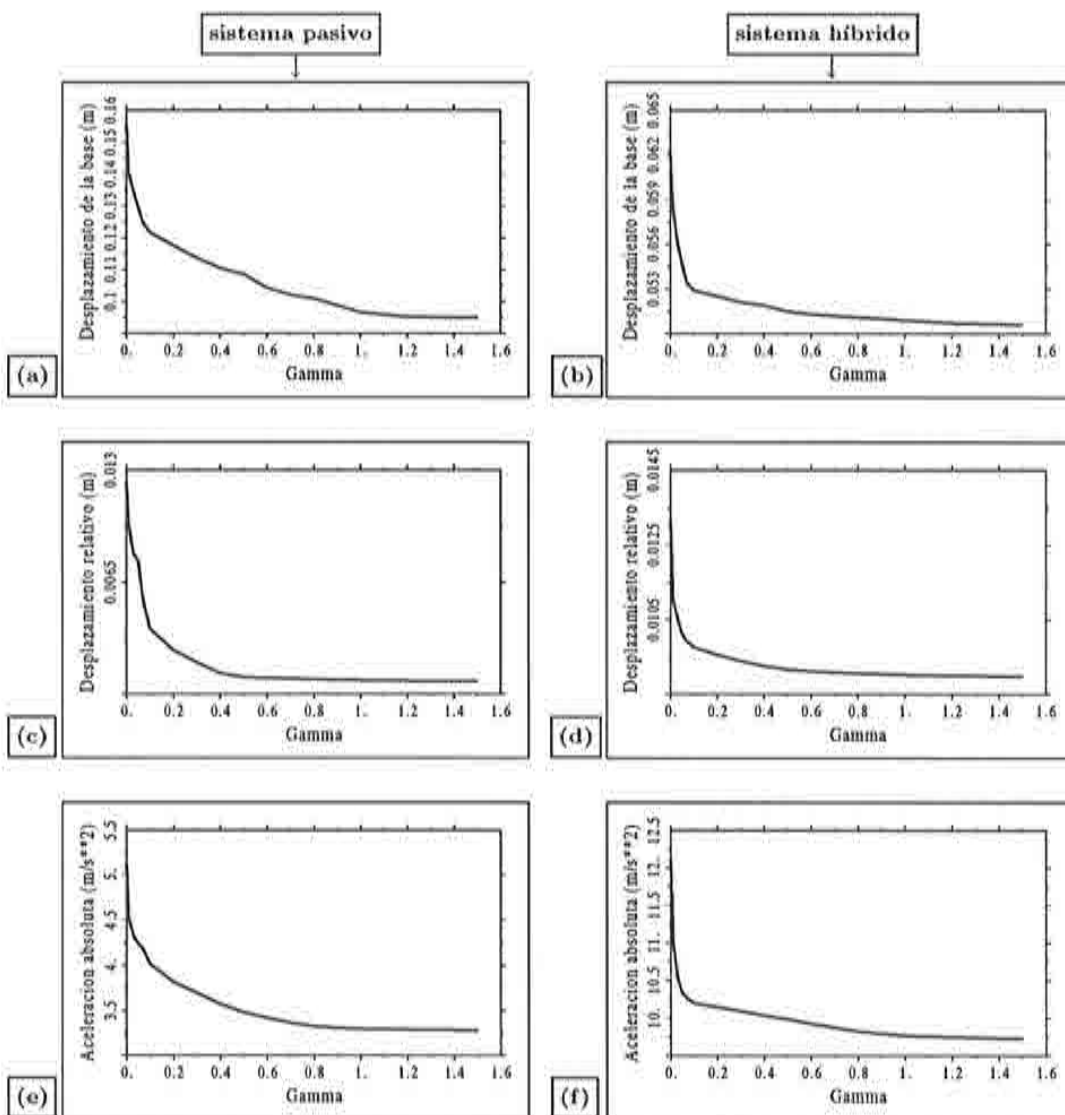 sistema pasivo
sistema híbrido
Desplazamiento de la base (m)
0.1 0.11 0.12 0.13 0.14 0.15 0.16
0. 0.2 0.4 0.6 0.8 1. 1.2 1.4 1.6
Gamma
(a)
Desplazamiento de la base (m)
0.053 0.056 0.059 0.062 0.065
0. 0.2 0.4 0.6 0.8 1. 1.2 1.4 1.6
Gamma
(b)
Desplazamiento relativo (m)
0.0065 0.013
0. 0.2 0.4 0.6 0.8 1. 1.2 1.4 1.6
Gamma
(c)
Desplazamiento relativo (m)
0.0105 0.0125 0.0145
0. 0.2 0.4 0.6 0.8 1. 1.2 1.4 1.6
Gamma
(d)
Aceleracion absoluta (m/s**2)
3.5 4. 4.5 5. 5.5
0. 0.2 0.4 0.6 0.8 1. 1.2 1.4 1.6
Gamma
(e)
Aceleracion absoluta (m/s**2)
10. 10.5 11. 11.5 12. 12.5
0. 0.2 0.4 0.6 0.8 1. 1.2 1.4 1.6
Gamma
(f)